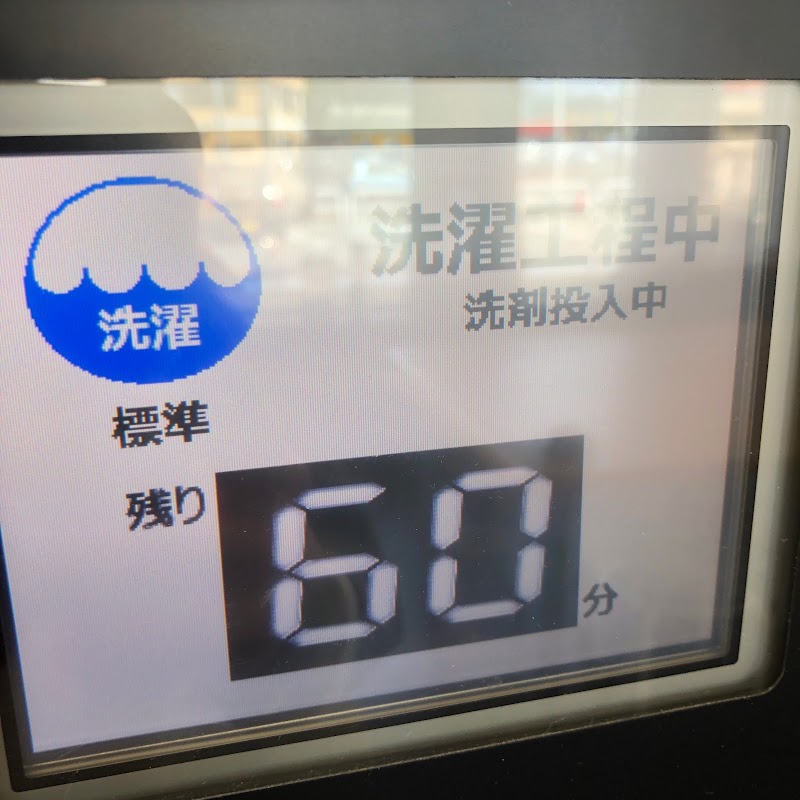 洗濯工程中
洗剤投入中
洗濯
標準
残り 60 分